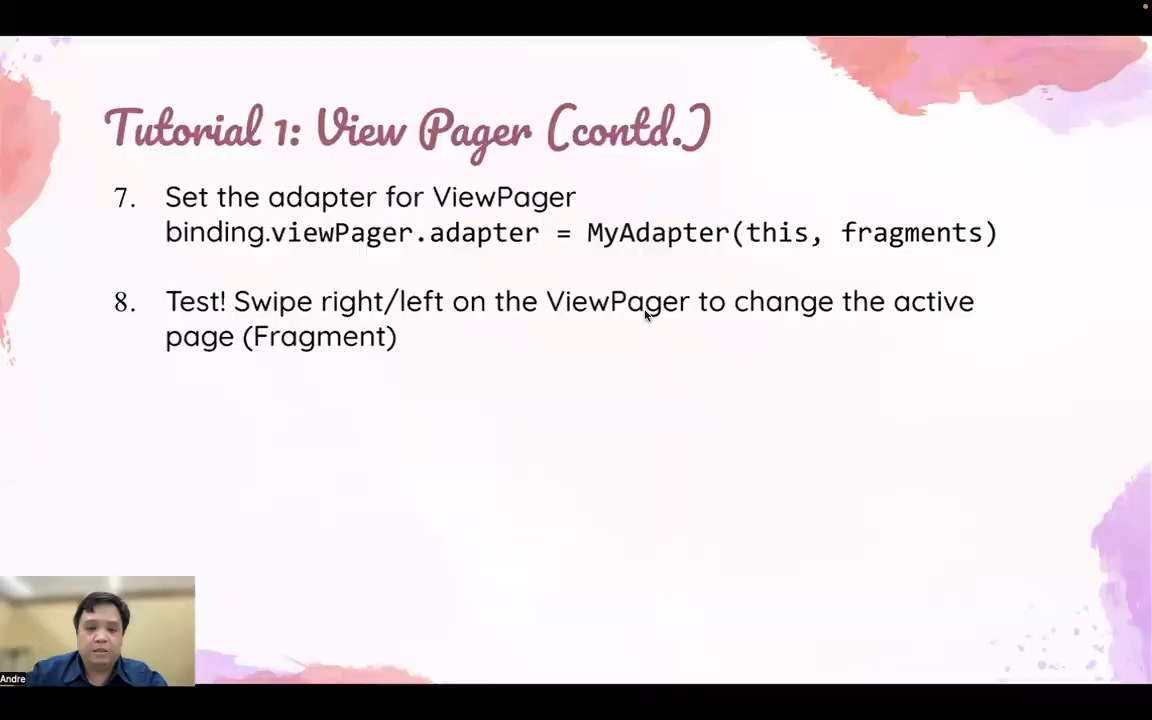 Tutorial 1: View Pager (contd.)
7. Set the adapter for ViewPager
binding.viewPager.adapter = MyAdapter(this, fragments)
8. Test! Swipe right/left on the ViewPager to change the active
page (Fragment)
Andre